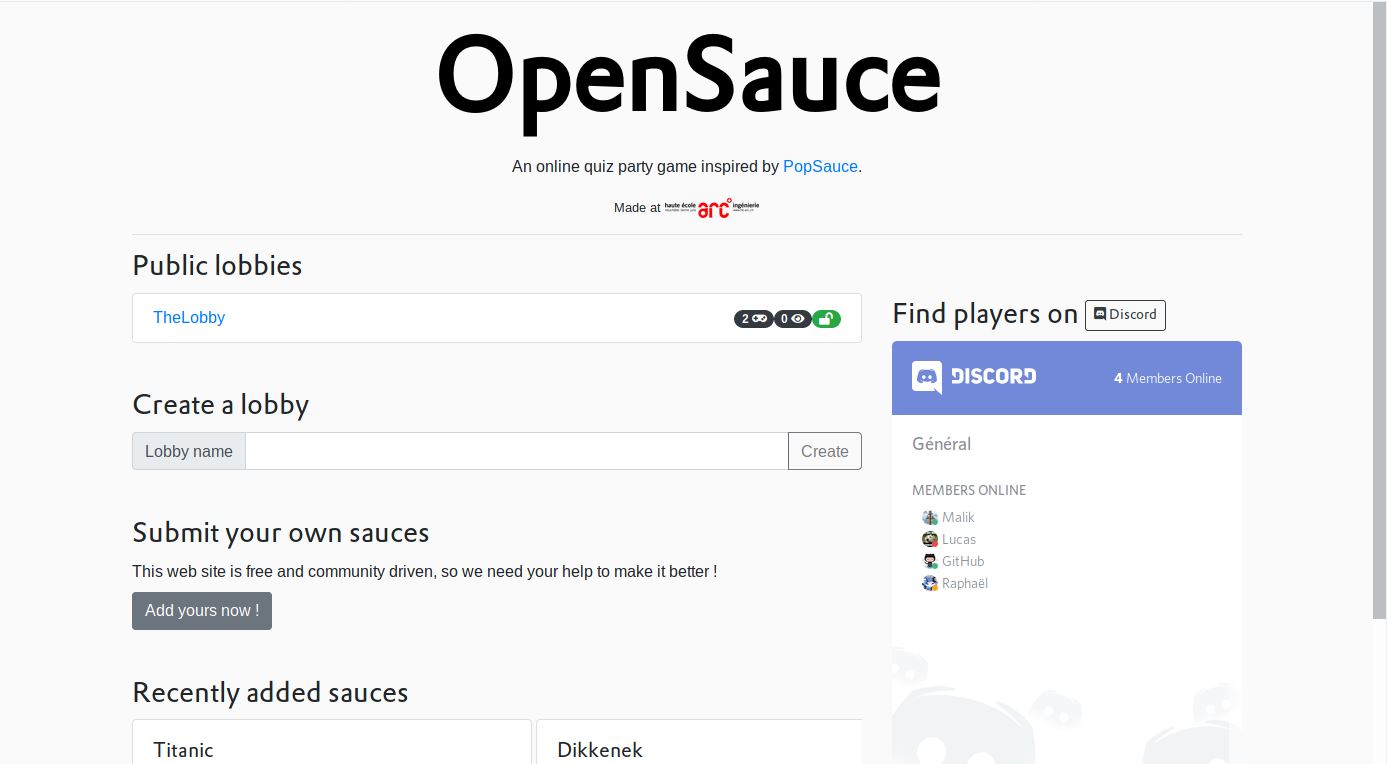 OpenSauce
An online quiz party game inspired by PopSauce.
Made at haute école arc ingénierie
Public lobbies
TheLobby 2 0
Create a lobby
Lobby name Create
Submit your own sauces
This web site is free and community driven, so we need your help to make it better !
Add yours now !
Recently added sauces
Titanic
Dikkenek
Find players on Discord
DISCORD 4 Members Online
Général
MEMBERS ONLINE
Malik
Lucas
GitHub
Raphaël